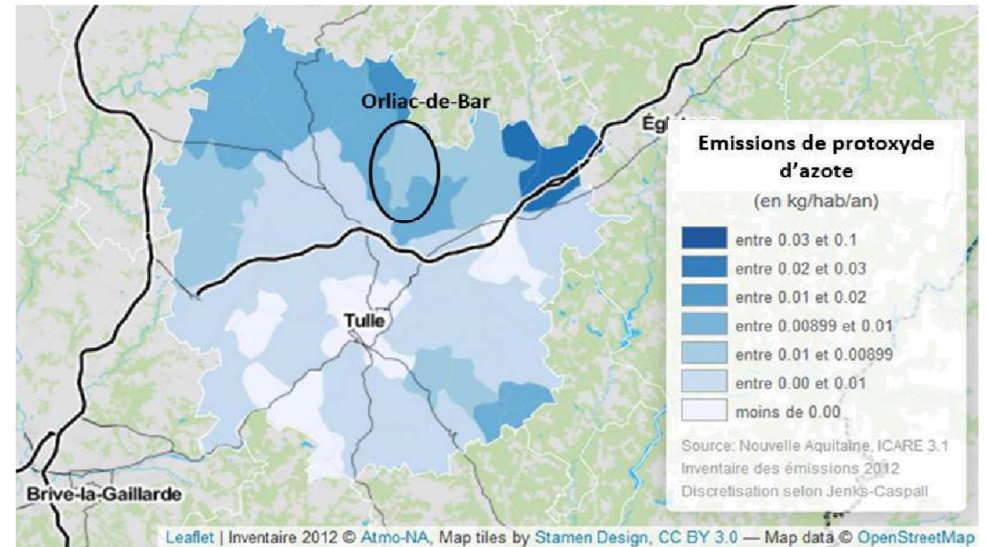 Orliac-de-Bar
Emissions de protoxyde
d'azote
(en kg/hab/an)
entre 0.03 et 0.1
entre 0.02 et 0.03
entre 0.01 et 0.02
entre 0.00899 et 0.01
entre 0.01 et 0.00899
entre 0.00 et 0.01
moins de 0.00
Source: Nouvelle Aquitaine, ICARE 3.1
Inventaire des émissions 2012
Discretisation selon Jenks-Caspall
Tulle
Brive-la-Gaillarde
Leaflet | Inventaire 2012 © Atmo-NA, Map tiles by Stamen Design, CC BY 3.0 — Map data © OpenStreetMap